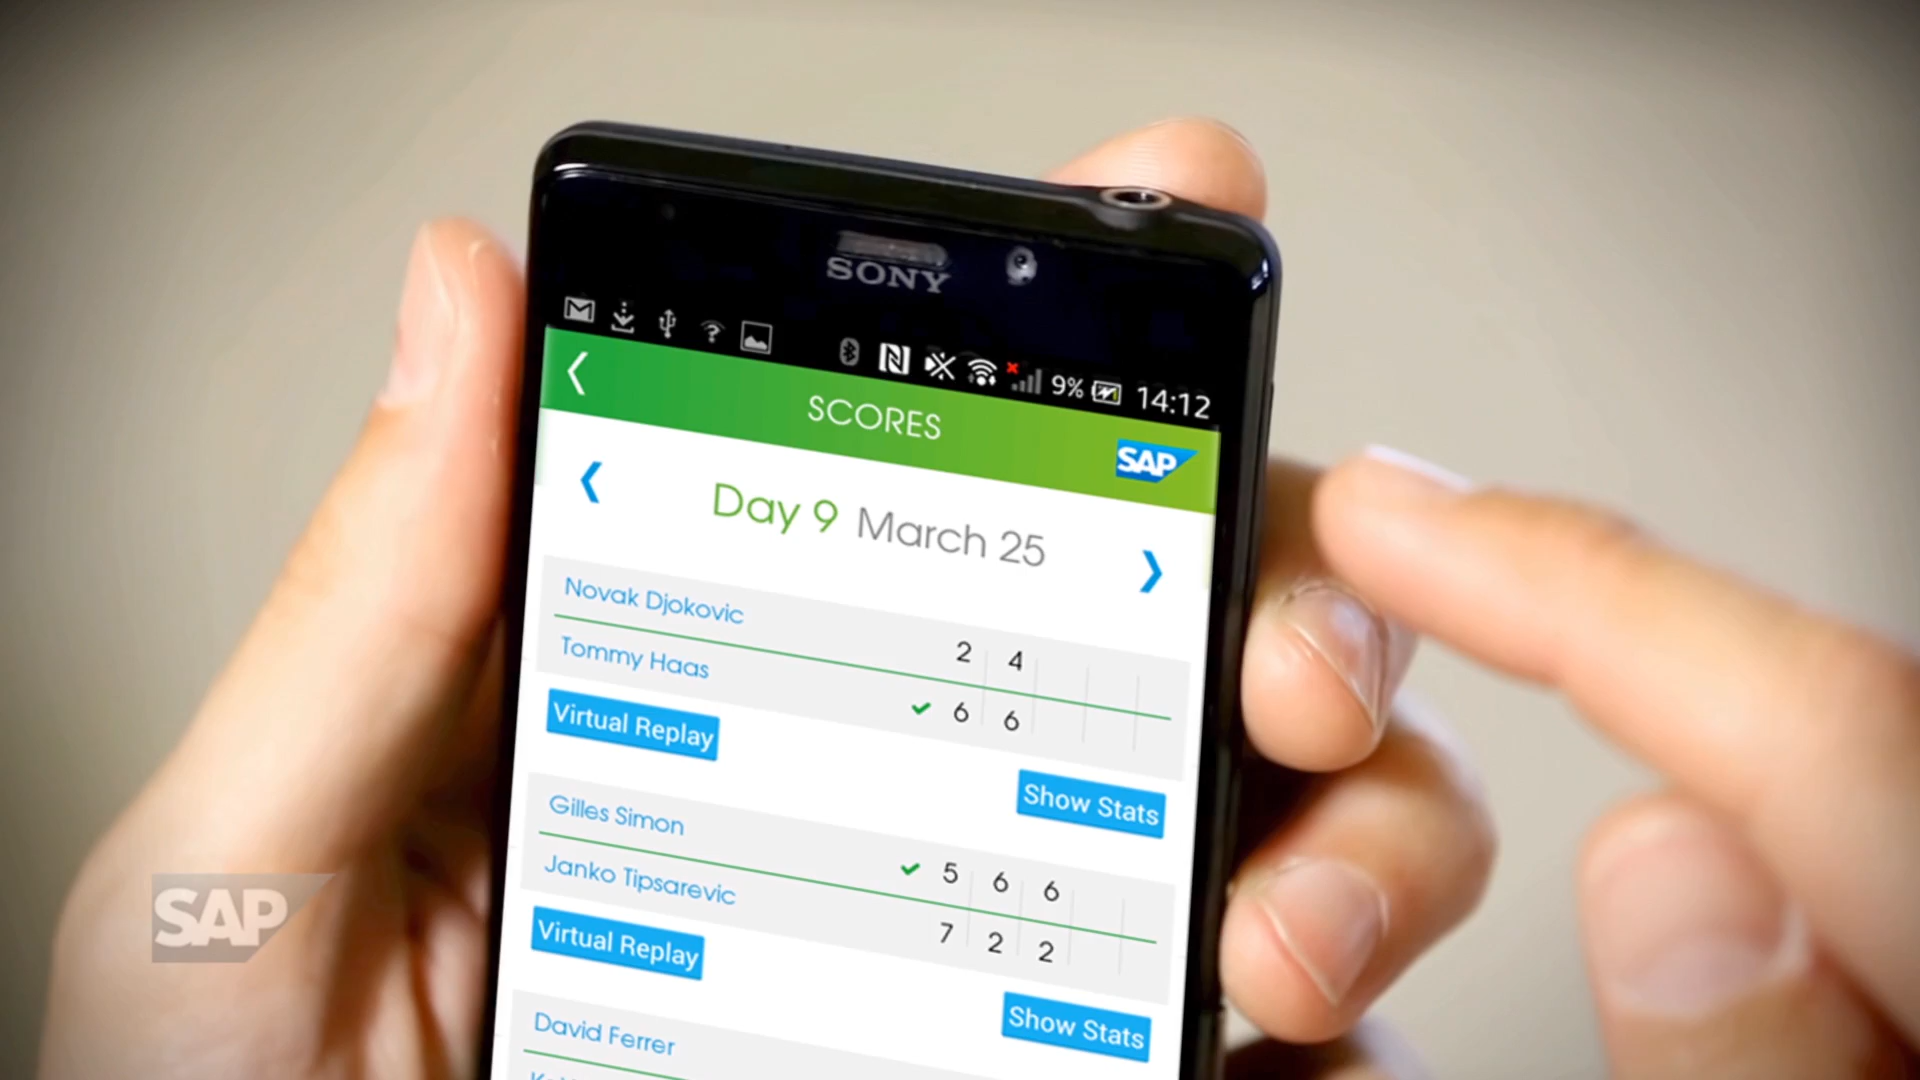 SONY
9% 14:12
SCORES
SAP
Day 9 March 25
Novak Djokovic 2 4
Tommy Haas 6 6
Virtual Replay
Show Stats
Gilles Simon 5 6 6
Janko Tipsarevic 7 2 2
Virtual Replay
Show Stats
David Ferrer
SAP